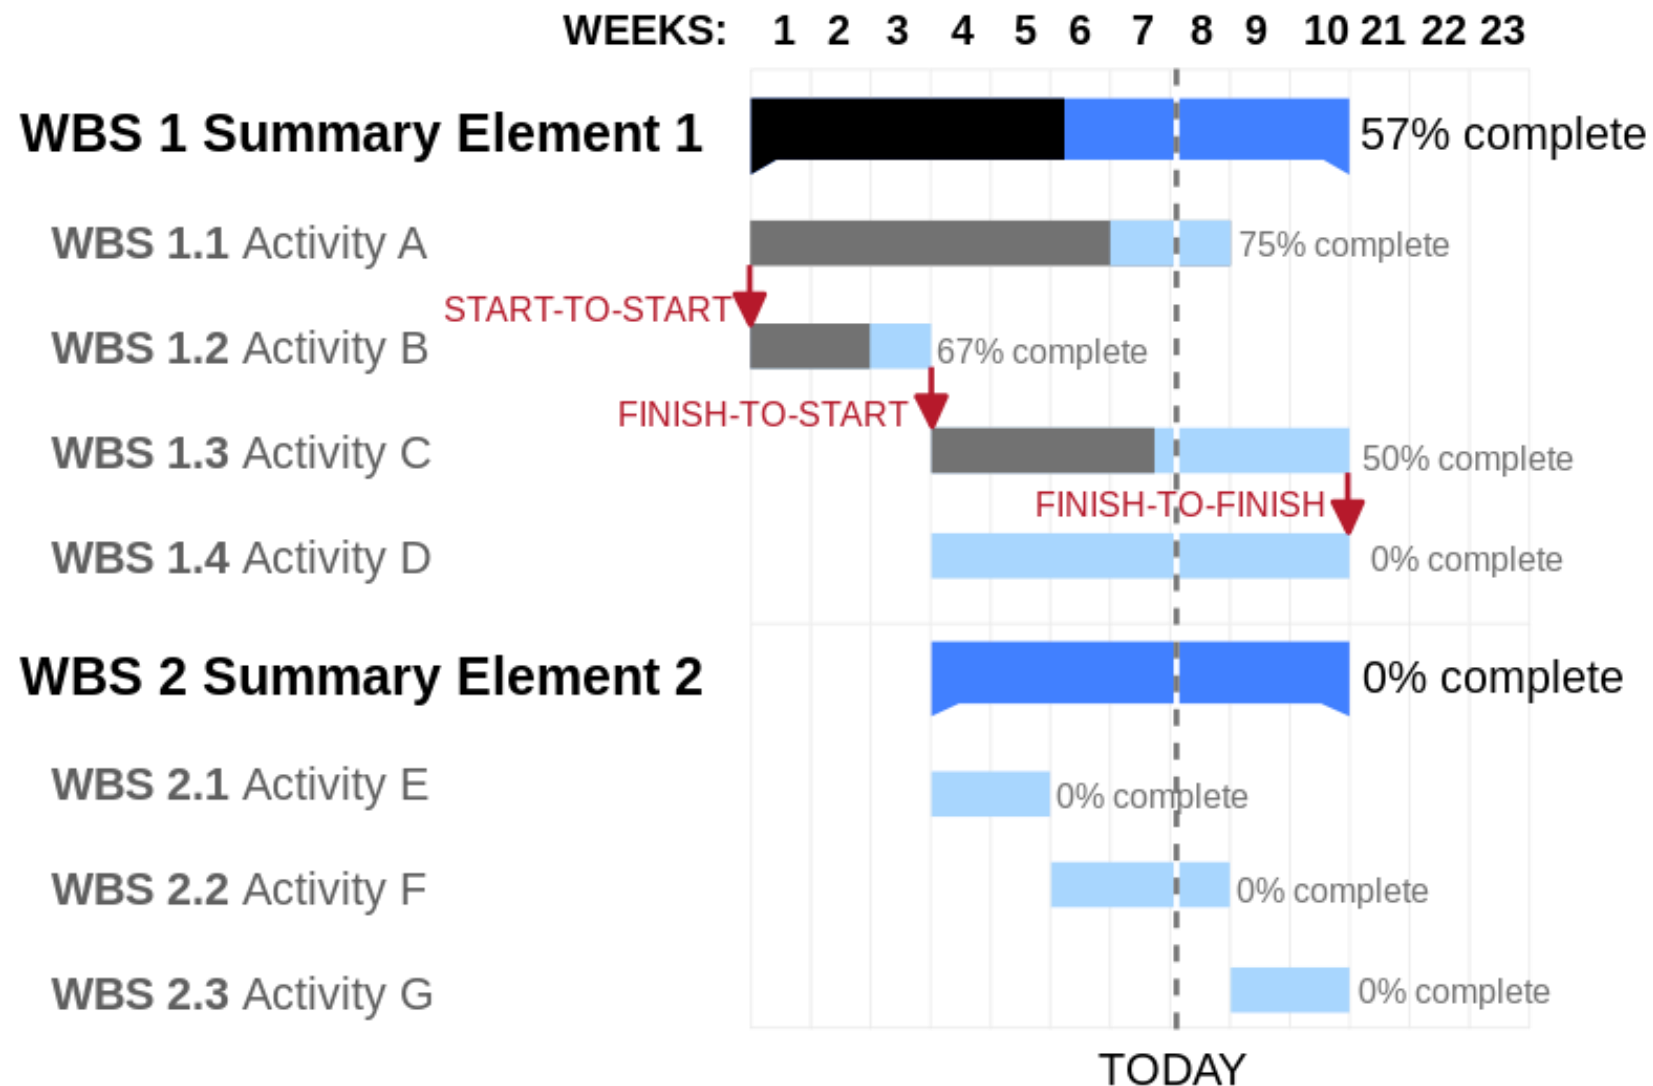 WEEKS: 1 2 3 4 5 6 7 8 9 10 21 22 23
WBS 1 Summary Element 1 57% complete
WBS 1.1 Activity A 75% complete
START-TO-START
WBS 1.2 Activity B 67% complete
FINISH-TO-START
WBS 1.3 Activity C 50% complete
FINISH-TO-FINISH
WBS 1.4 Activity D 0% complete
WBS 2 Summary Element 2 0% complete
WBS 2.1 Activity E 0% complete
WBS 2.2 Activity F 0% complete
WBS 2.3 Activity G 0% complete
TODAY